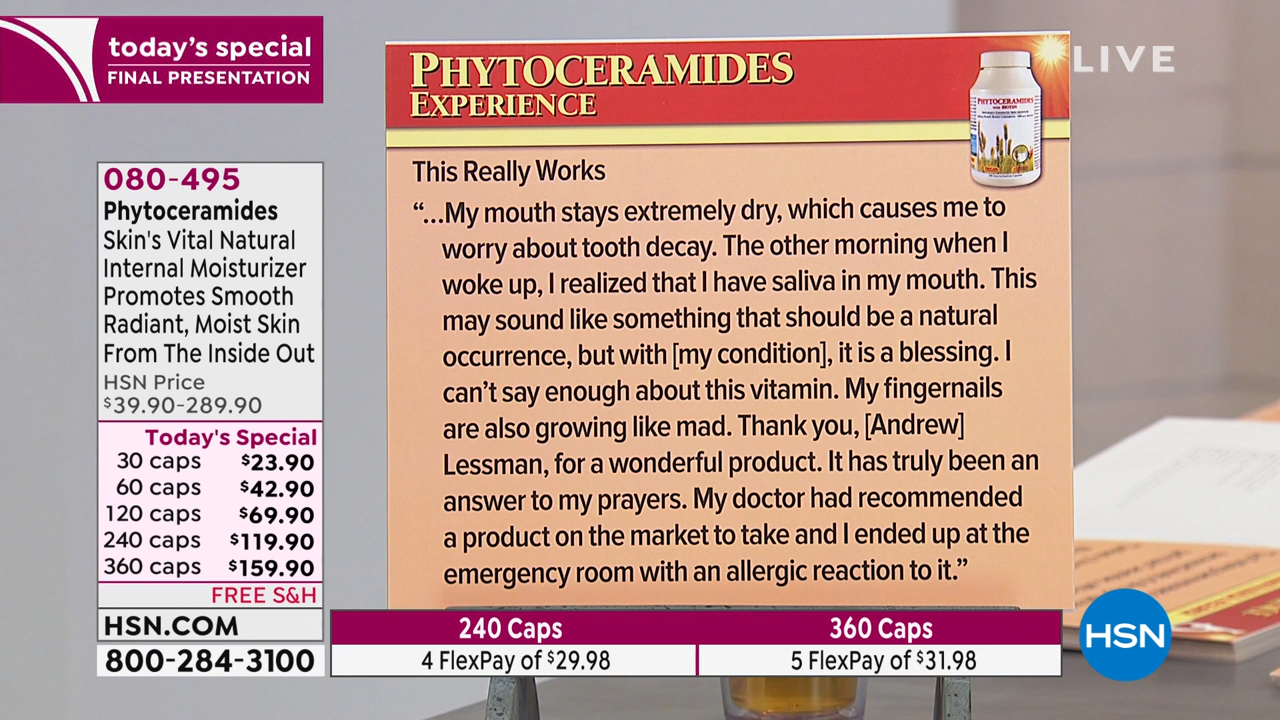 today's special
FINAL PRESENTATION
LIVE
PHYTOCERAMIDES
EXPERIENCE
PHYTOCERAMIDES
WITH BIOTIN
This Really Works
“...My mouth stays extremely dry, which causes me to
worry about tooth decay. The other morning when I
woke up, I realized that I have saliva in my mouth. This
may sound like something that should be a natural
occurrence, but with [my condition], it is a blessing. I
can’t say enough about this vitamin. My fingernails
are also growing like mad. Thank you, [Andrew]
Lessman, for a wonderful product. It has truly been an
answer to my prayers. My doctor had recommended
a product on the market to take and I ended up at the
emergency room with an allergic reaction to it.”
080-495
Phytoceramides
Skin's Vital Natural
Internal Moisturizer
Promotes Smooth
Radiant, Moist Skin
From The Inside Out
HSN Price
$39.90-289.90
Today's Special
30 caps $23.90
60 caps $42.90
120 caps $69.90
240 caps $119.90
360 caps $159.90
FREE S&H
HSN.COM
800-284-3100
240 Caps 360 Caps
4 FlexPay of $29.98 5 FlexPay of $31.98
HSN